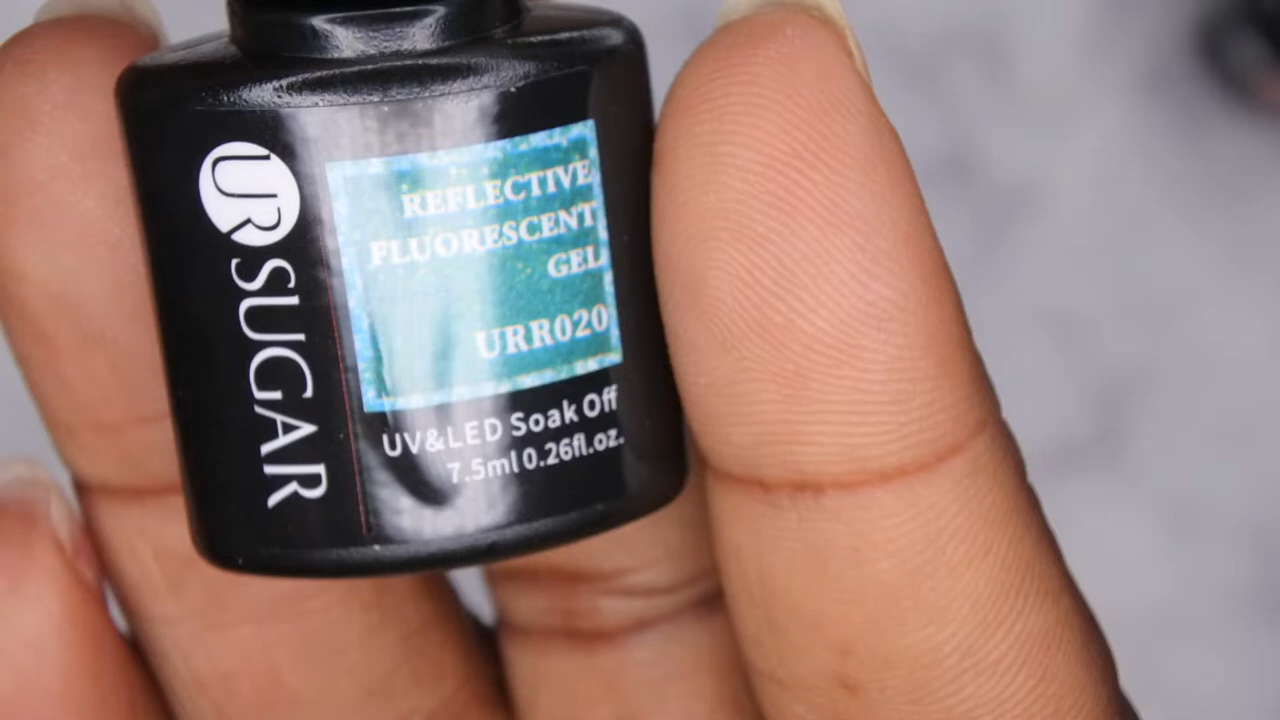 UR SUGAR
REFLECTIVE
FLUORESCENT
GEL
URR020
UV&LED Soak Off
7.5ml 0.26fl.oz.